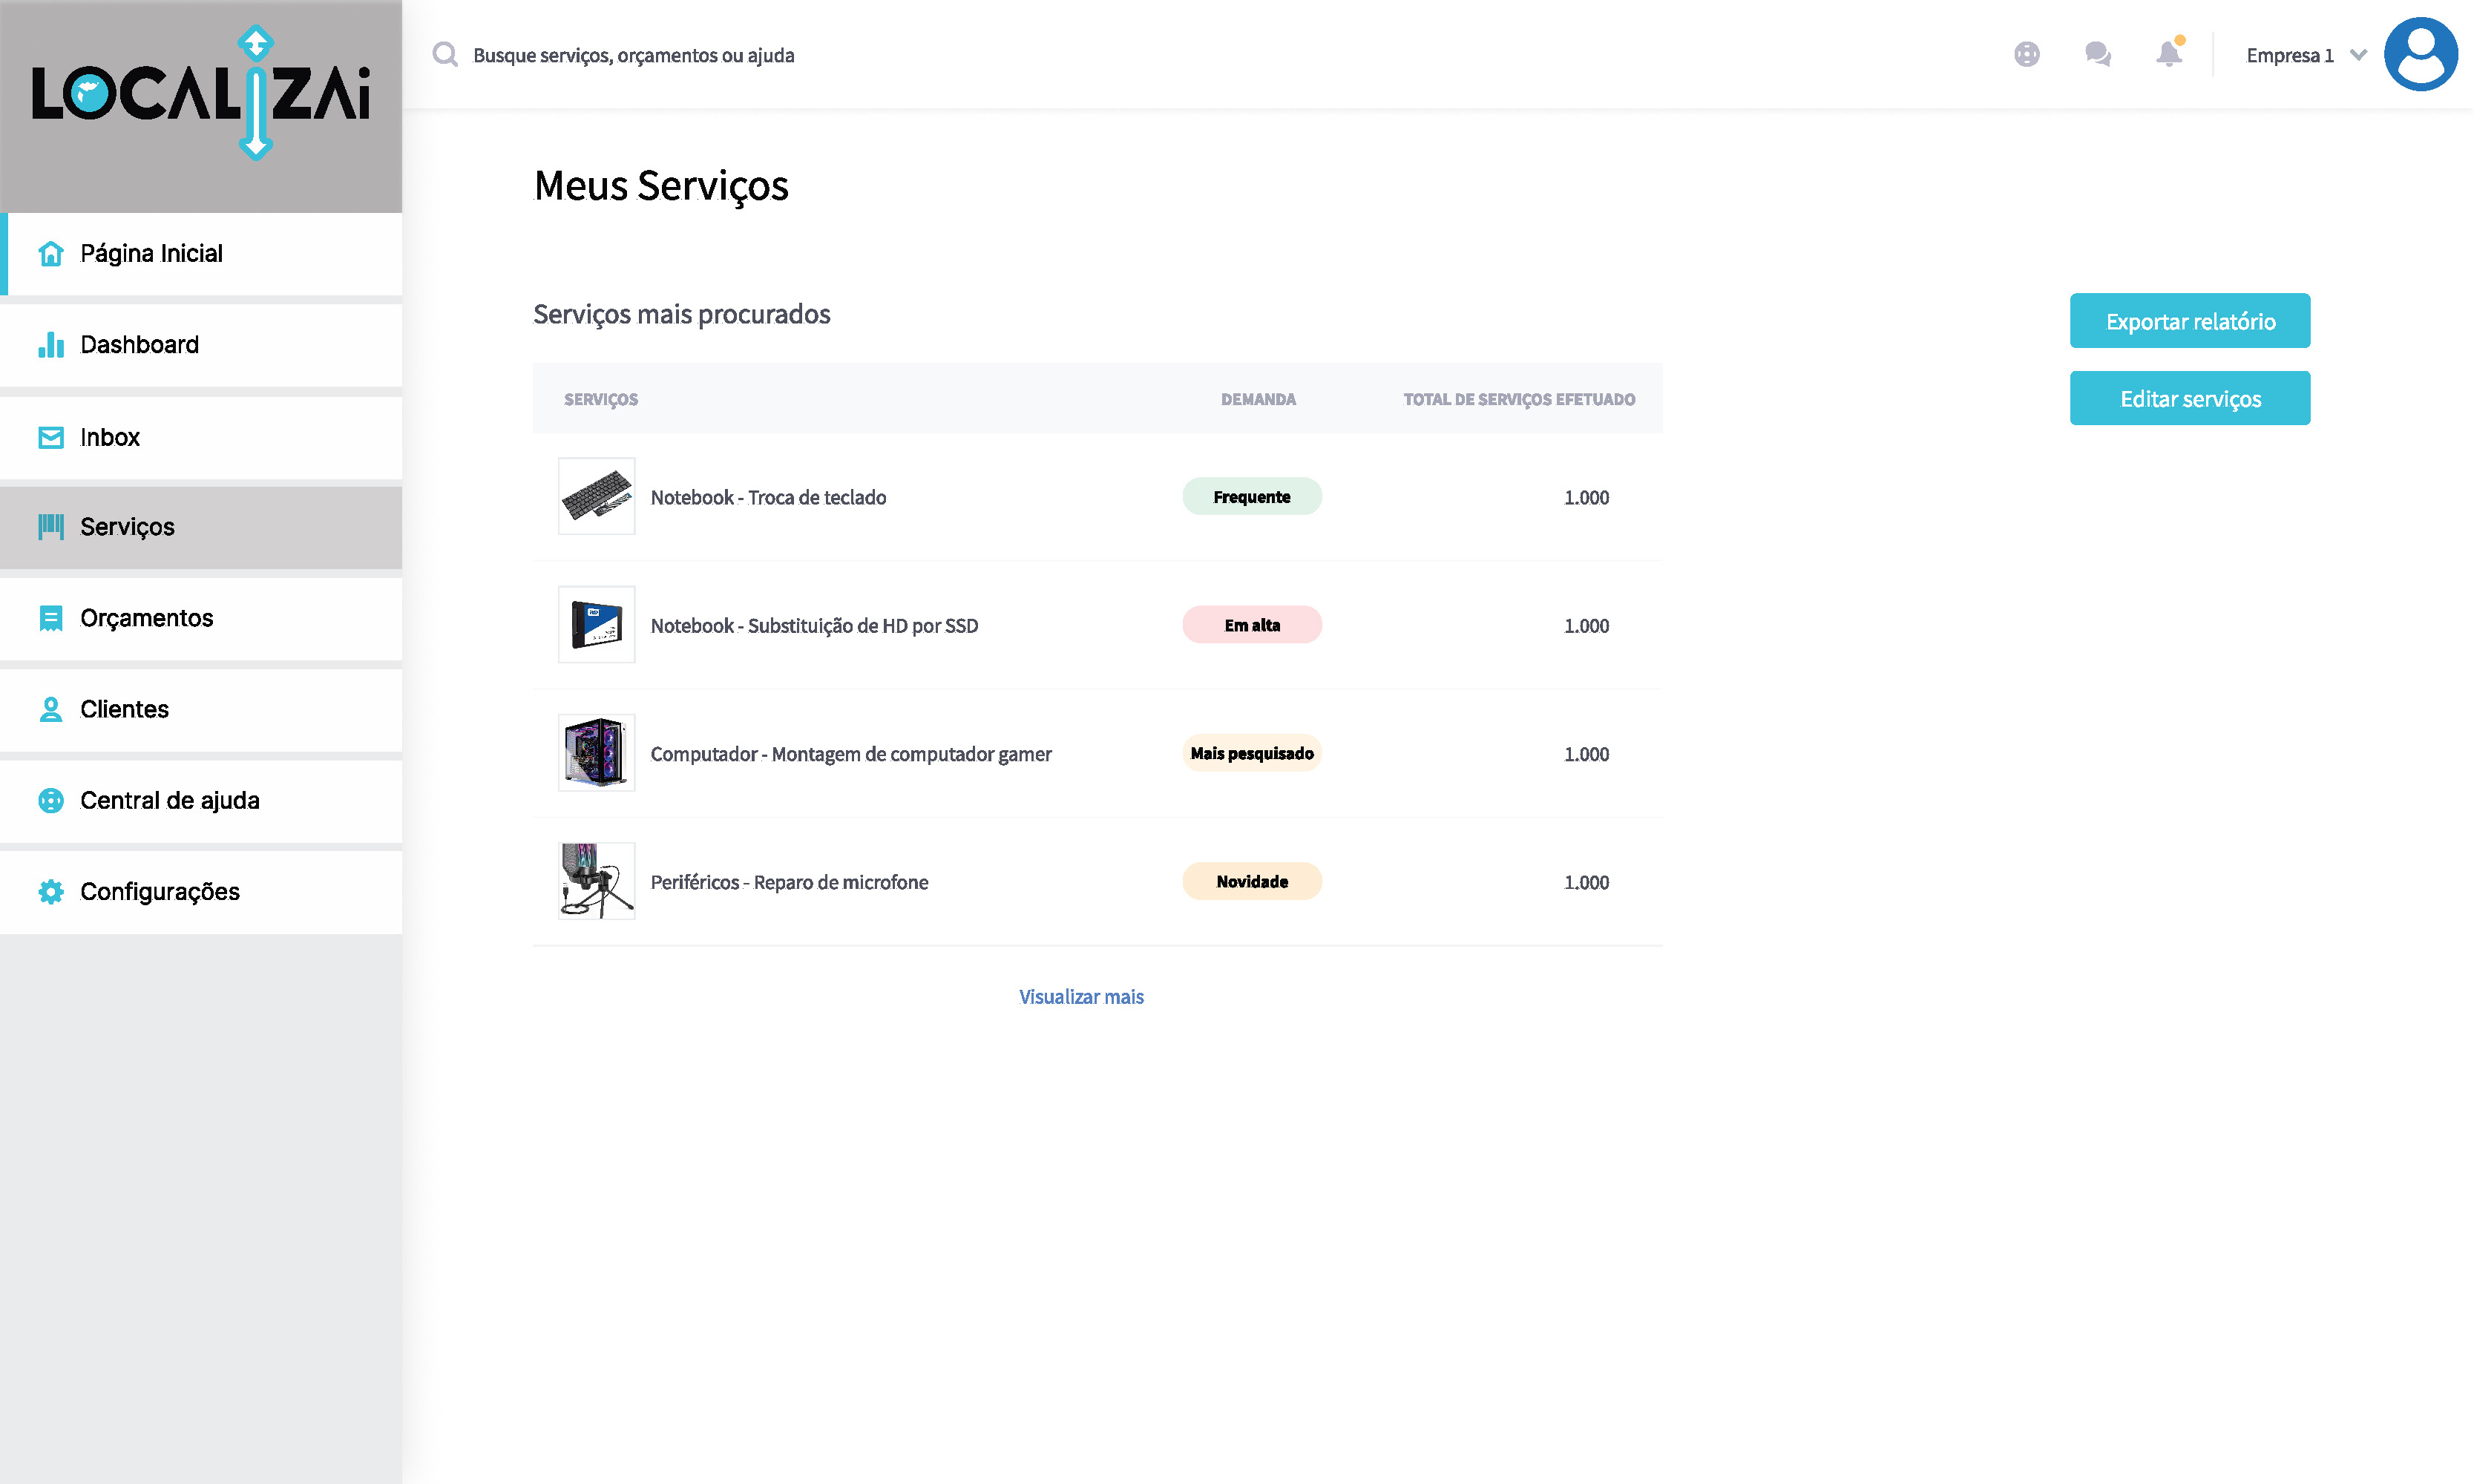 LOCALiZAi
Busque serviços, orçamentos ou ajuda
Empresa 1
Página Inicial
Dashboard
Inbox
Serviços
Orçamentos
Clientes
Central de ajuda
Configurações
Meus Serviços
Serviços mais procurados
Exportar relatório
Editar serviços
SERVIÇOS DEMANDA TOTAL DE SERVIÇOS EFETUADO
Notebook - Troca de teclado Frequente 1.000
Notebook - Substituição de HD por SSD Em alta 1.000
Computador - Montagem de computador gamer Mais pesquisado 1.000
Periféricos - Reparo de microfone Novidade 1.000
Visualizar mais